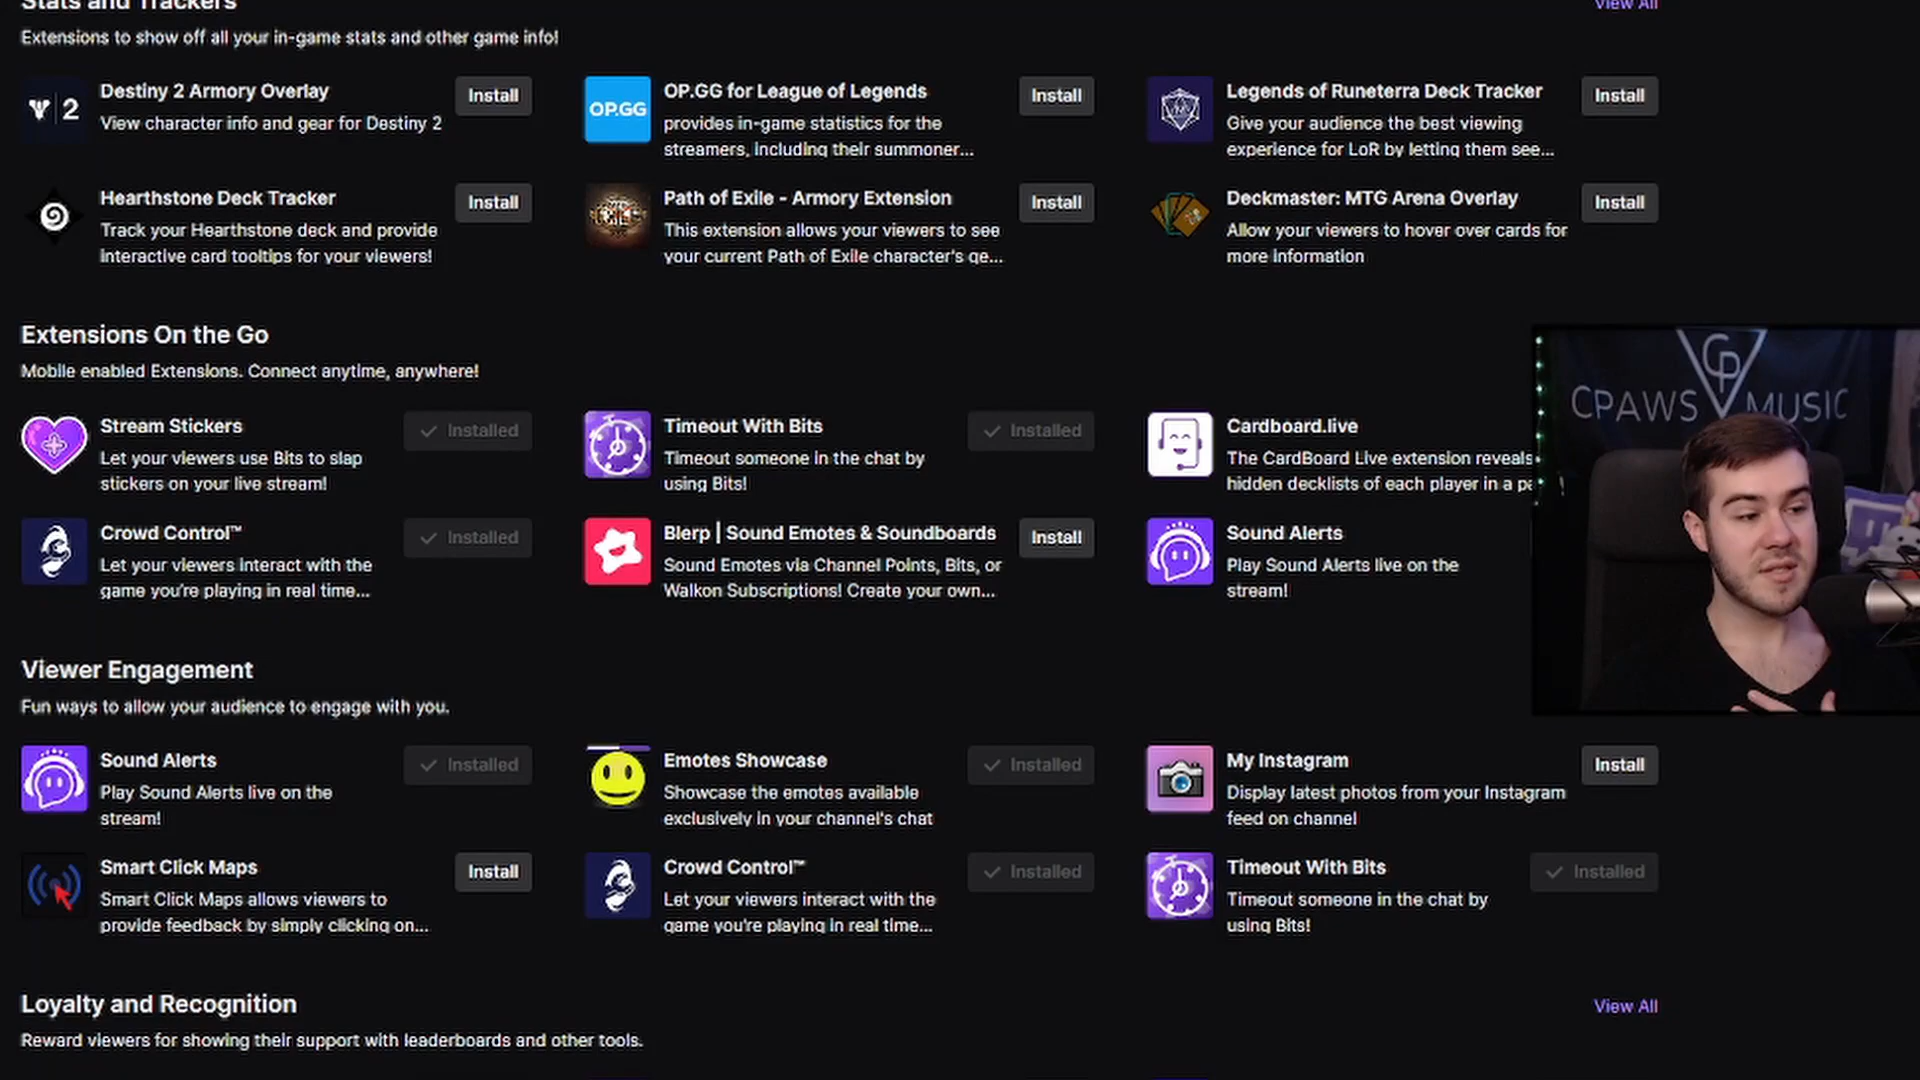 Stats and Trackers
View All
Extensions to show off all your in-game stats and other game info!
Destiny 2 Armory Overlay
Install
View character info and gear for Destiny 2
2
OP.GG
OP.GG for League of Legends
Install
provides in-game statistics for the
streamers, including their summoner...
Legends of Runeterra Deck Tracker
Install
Give your audience the best viewing
experience for LoR by letting them see...
Hearthstone Deck Tracker
Install
Track your Hearthstone deck and provide
interactive card tooltips for your viewers!
Path of Exile - Armory Extension
Install
This extension allows your viewers to see
your current Path of Exile character's ge...
Deckmaster: MTG Arena Overlay
Install
Allow your viewers to hover over cards for
more information
Extensions On the Go
Mobile enabled Extensions. Connect anytime, anywhere!
Stream Stickers
Installed
Let your viewers use Bits to slap
stickers on your live stream!
Timeout With Bits
Installed
Timeout someone in the chat by
using Bits!
Cardboard.live
The CardBoard Live extension reveals
hidden decklists of each player in a
CP
CPAWS MUSIC
Crowd Control™
Installed
Let your viewers interact with the
game you're playing in real time...
Blerp | Sound Emotes & Soundboards
Install
Sound Emotes via Channel Points, Bits, or
Walkon Subscriptions! Create your own...
Sound Alerts
Play Sound Alerts live on the
stream!
Viewer Engagement
Fun ways to allow your audience to engage with you.
Sound Alerts
Installed
Play Sound Alerts live on the
stream!
Emotes Showcase
Installed
Showcase the emotes available
exclusively in your channel's chat
My Instagram
Install
Display latest photos from your Instagram
feed on channel
Smart Click Maps
Install
Smart Click Maps allows viewers to
provide feedback by simply clicking on...
Crowd Control™
Installed
Let your viewers interact with the
game you're playing in real time...
Timeout With Bits
Installed
Timeout someone in the chat by
using Bits!
Loyalty and Recognition
View All
Reward viewers for showing their support with leaderboards and other tools.